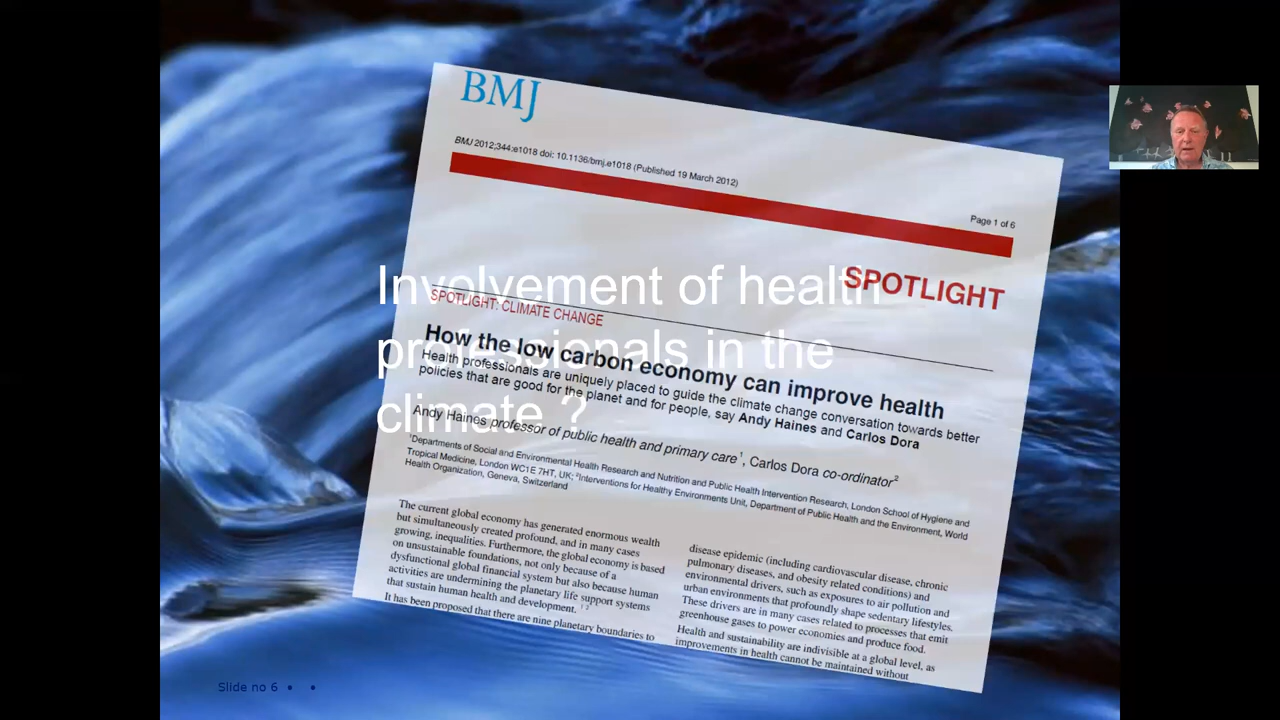 BMJ
BMJ 2012;344:e1018 doi: 10.1136/bmj.e1018 (Published 19 March 2012)
Page 1 of 6
SPOTLIGHT
Involvement of health
professionals in the
climate ?
SPOTLIGHT: CLIMATE CHANGE
How the low carbon economy can improve health
Health professionals are uniquely placed to guide the climate change conversation towards better
policies that are good for the planet and for people, say Andy Haines and Carlos Dora
Andy Haines professor of public health and primary care¹, Carlos Dora co-ordinator²
¹Departments of Social and Environmental Health Research and Nutrition and Public Health Intervention Research, London School of Hygiene and
Tropical Medicine, London WC1E 7HT, UK; ²Interventions for Healthy Environments Unit, Department of Public Health and the Environment, World
Health Organization, Geneva, Switzerland
The current global economy has generated enormous wealth
but simultaneously created profound, and in many cases
growing, inequalities. Furthermore, the global economy is based
on unsustainable foundations, not only because of a
dysfunctional global financial system but also because human
activities are undermining the planetary life support systems
that sustain human health and development. ¹ ²
It has been proposed that there are nine planetary boundaries to
disease epidemic (including cardiovascular disease, chronic
pulmonary diseases, and obesity related conditions) and
environmental drivers, such as exposures to air pollution and
urban environments that profoundly shape sedentary lifestyles.
These drivers are in many cases related to processes that emit
greenhouse gases to power economies and produce food.
Health and sustainability are indivisible at a global level, as
improvements in health cannot be maintained without
Slide no 6 • •